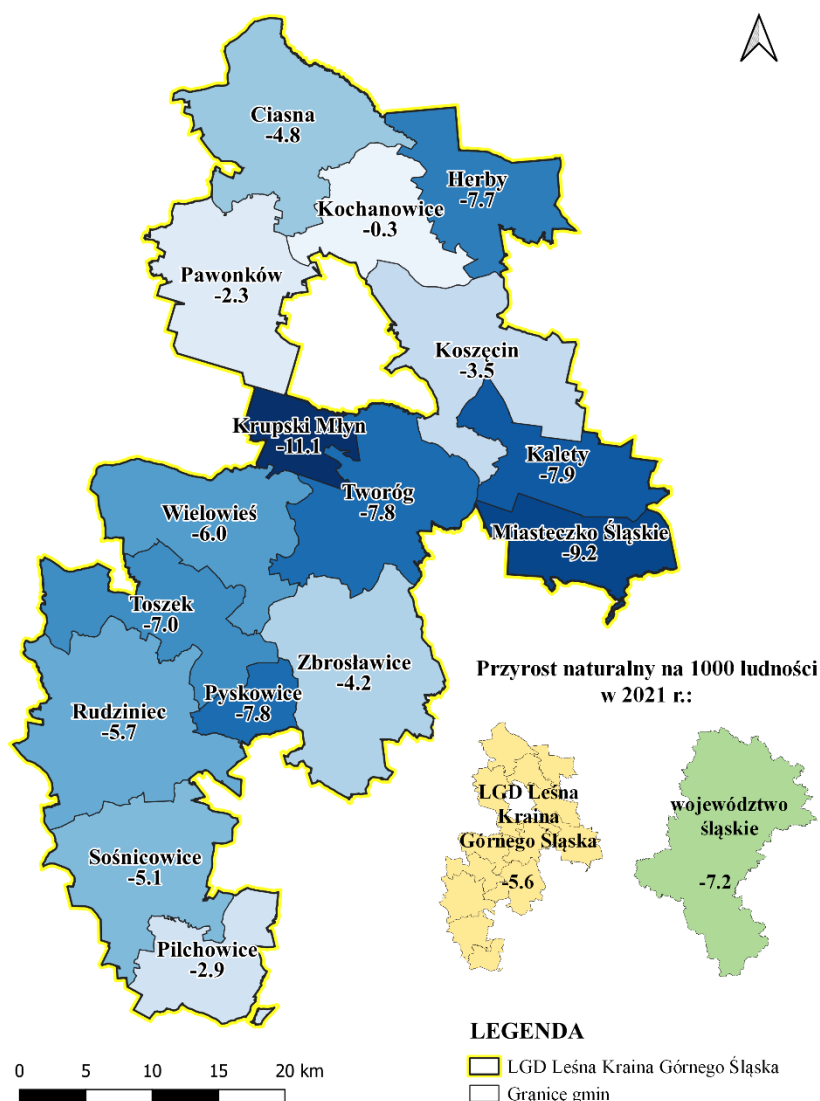 Ciasna
-4.8
Herby
-7.7
Kochanowice
-0.3
Pawonków
-2.3
Koszęcin
-3.5
Krupski Młyn
-11.1
Kalety
-7.9
Tworóg
-7.8
Wielowieś
-6.0
Miasteczko Śląskie
-9.2
Toszek
-7.0
Zbrosławice
-4.2
Pyskowice
-7.8
Rudziniec
-5.7
Sośnicowice
-5.1
Pilchowice
-2.9
Przyrost naturalny na 1000 ludności
w 2021 r.:
LGD Leśna
Kraina
Górnego Śląska
-5.6
województwo
śląskie
-7.2
LEGENDA
LGD Leśna Kraina Górnego Śląska
Granice gmin
0 5 10 15 20 km